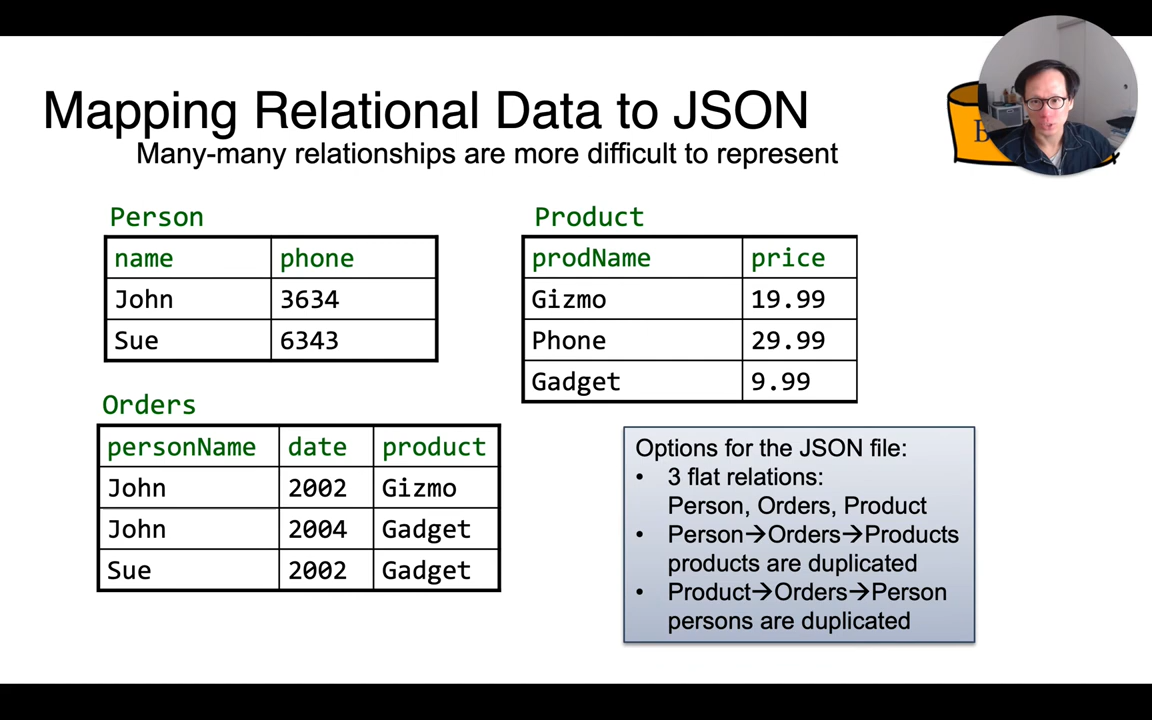 Mapping Relational Data to JSON
Many-many relationships are more difficult to represent
Person
name phone
John 3634
Sue 6343
Product
prodName price
Gizmo 19.99
Phone 29.99
Gadget 9.99
Orders
personName date product
John 2002 Gizmo
John 2004 Gadget
Sue 2002 Gadget
Options for the JSON file:
• 3 flat relations:
Person, Orders, Product
• Person→Orders→Products
products are duplicated
• Product→Orders→Person
persons are duplicated